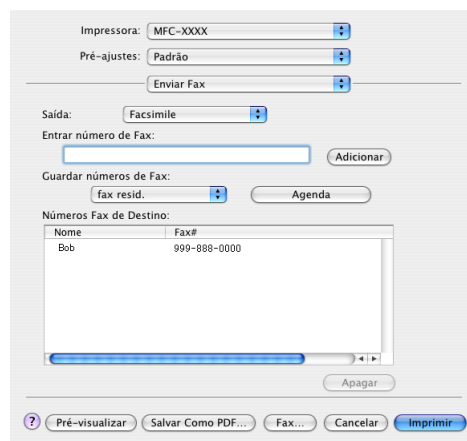 Impressora: MFC-XXXX
Pré-ajustes: Padrão
Enviar Fax
Saída: Facsimile
Entrar número de Fax:
Adicionar
Guardar números de Fax:
fax resid. Agenda
Números Fax de Destino:
Nome Fax#
Bob 999-888-0000
Apagar
? Pré-visualizar Salvar Como PDF... Fax... Cancelar Imprimir